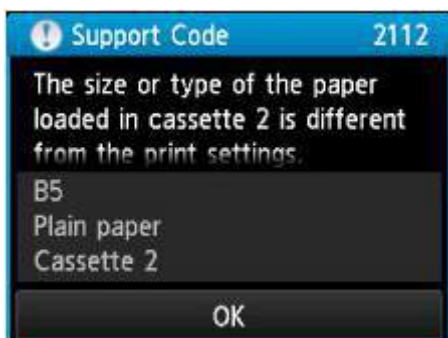 Support Code 2112
The size or type of the paper
loaded in cassette 2 is different
from the print settings.
B5
Plain paper
Cassette 2
OK